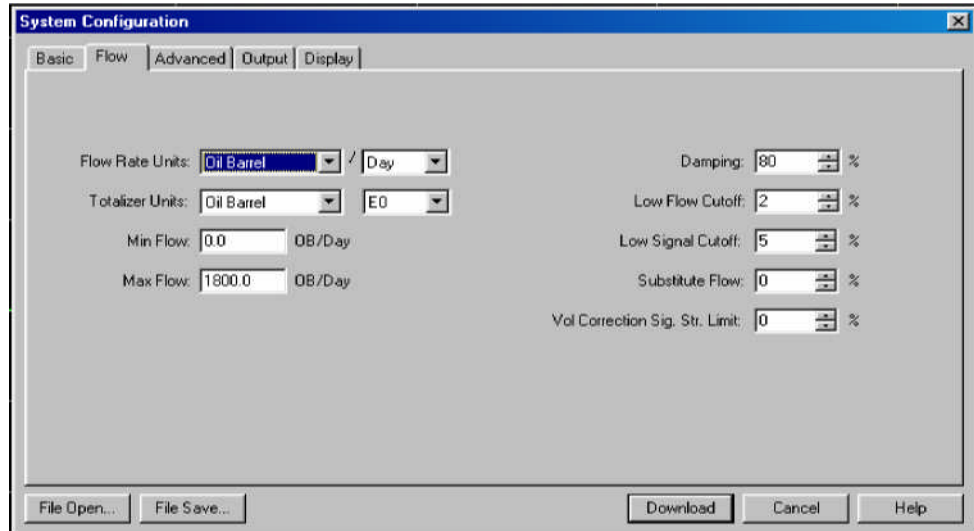 System Configuration
Basic Flow Advanced Output Display
Flow Rate Units: Oil Barrel / Day
Totalizer Units: Oil Barrel E0
Min Flow: 0.0 OB/Day
Max Flow: 1800.0 OB/Day
Damping: 80 %
Low Flow Cutoff: 2 %
Low Signal Cutoff: 5 %
Substitute Flow: 0 %
Vol Correction Sig. Str. Limit: 0 %
File Open... File Save... Download Cancel Help